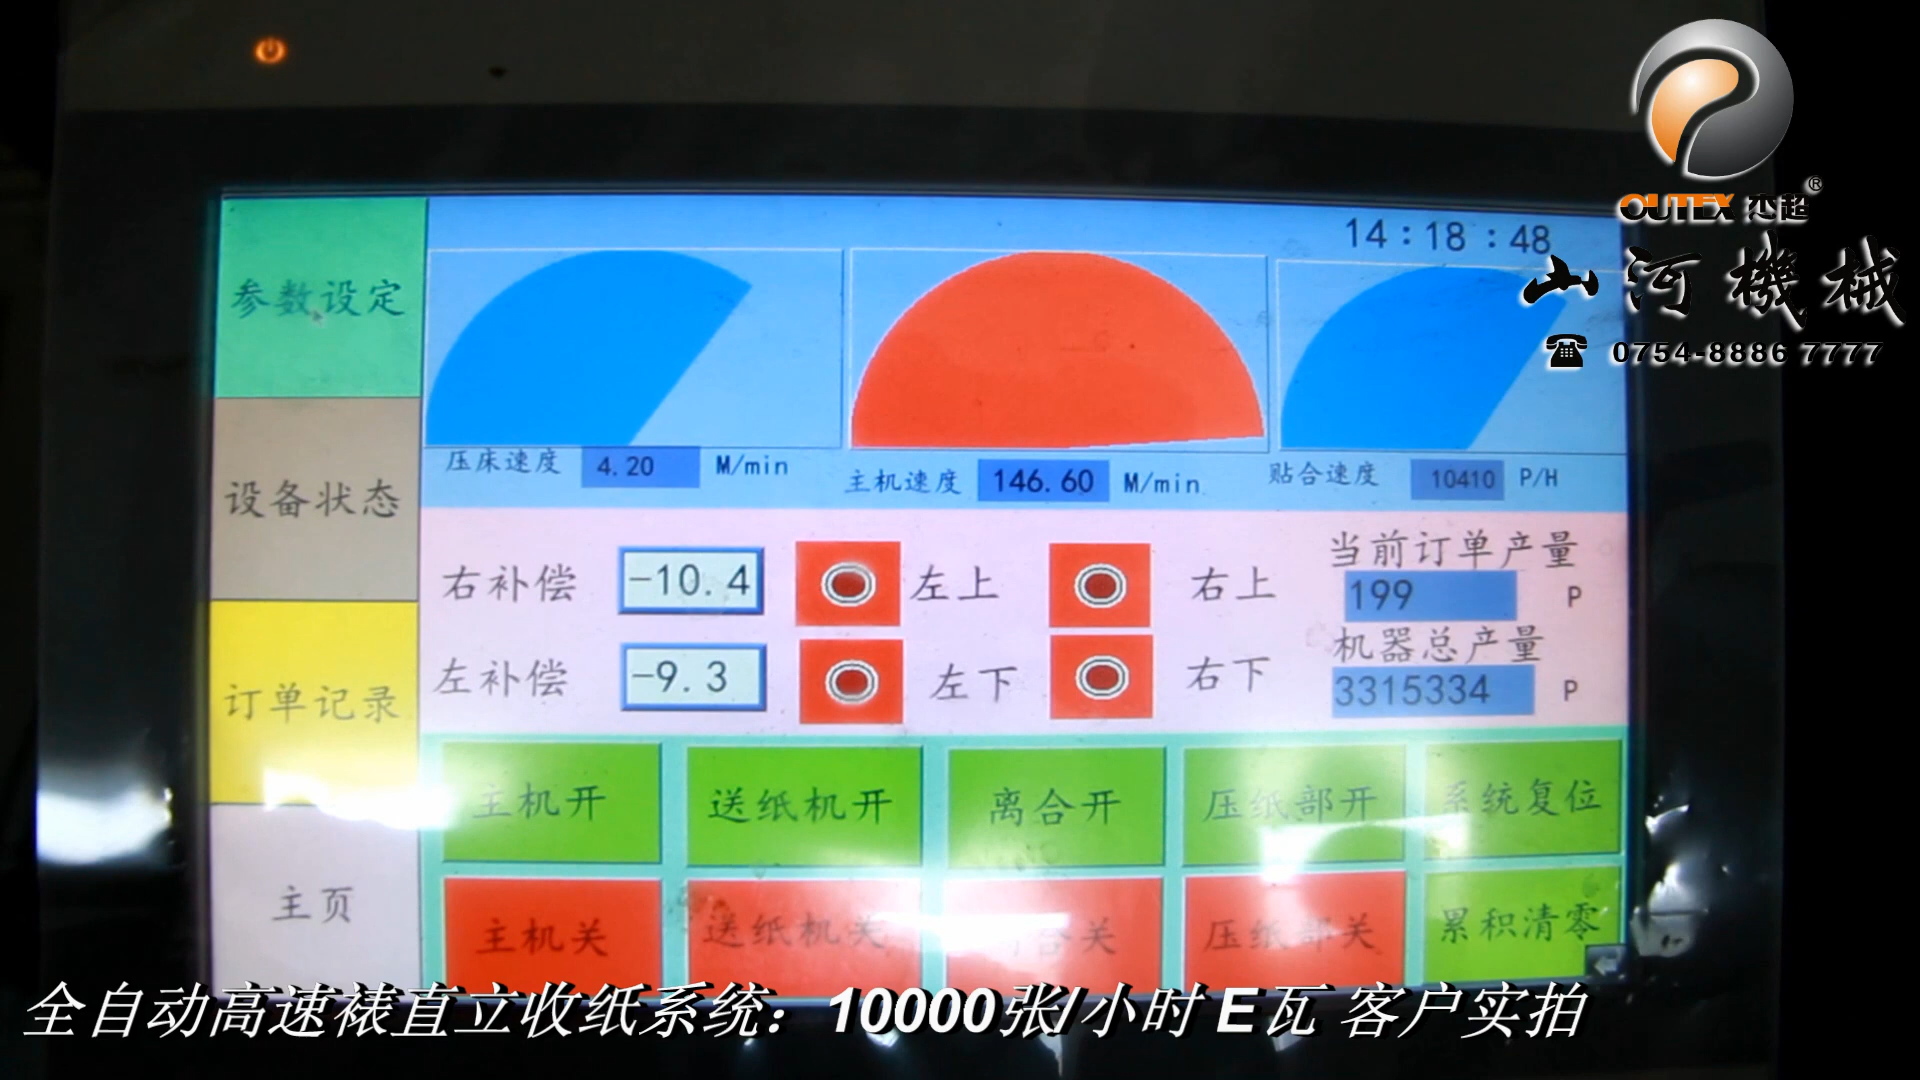 OUTEX 杰超®
山河機械
☎ 0754-8886 7777
14:18:48
参数设定
设备状态
订单记录
主页
压床速度 4.20 M/min
主机速度 146.60 M/min
贴合速度 10410 P/H
右补偿 -10.4 左上 右上
左补偿 -9.3 左下 右下
当前订单产量
199 P
机器总产量
3315334 P
主机开 送纸机开 离合开 压纸部开 系统复位
主机关 送纸机关 合关 压纸部关 累积清零
全自动高速裱直立收纸系统：10000张/小时 E瓦 客户实拍